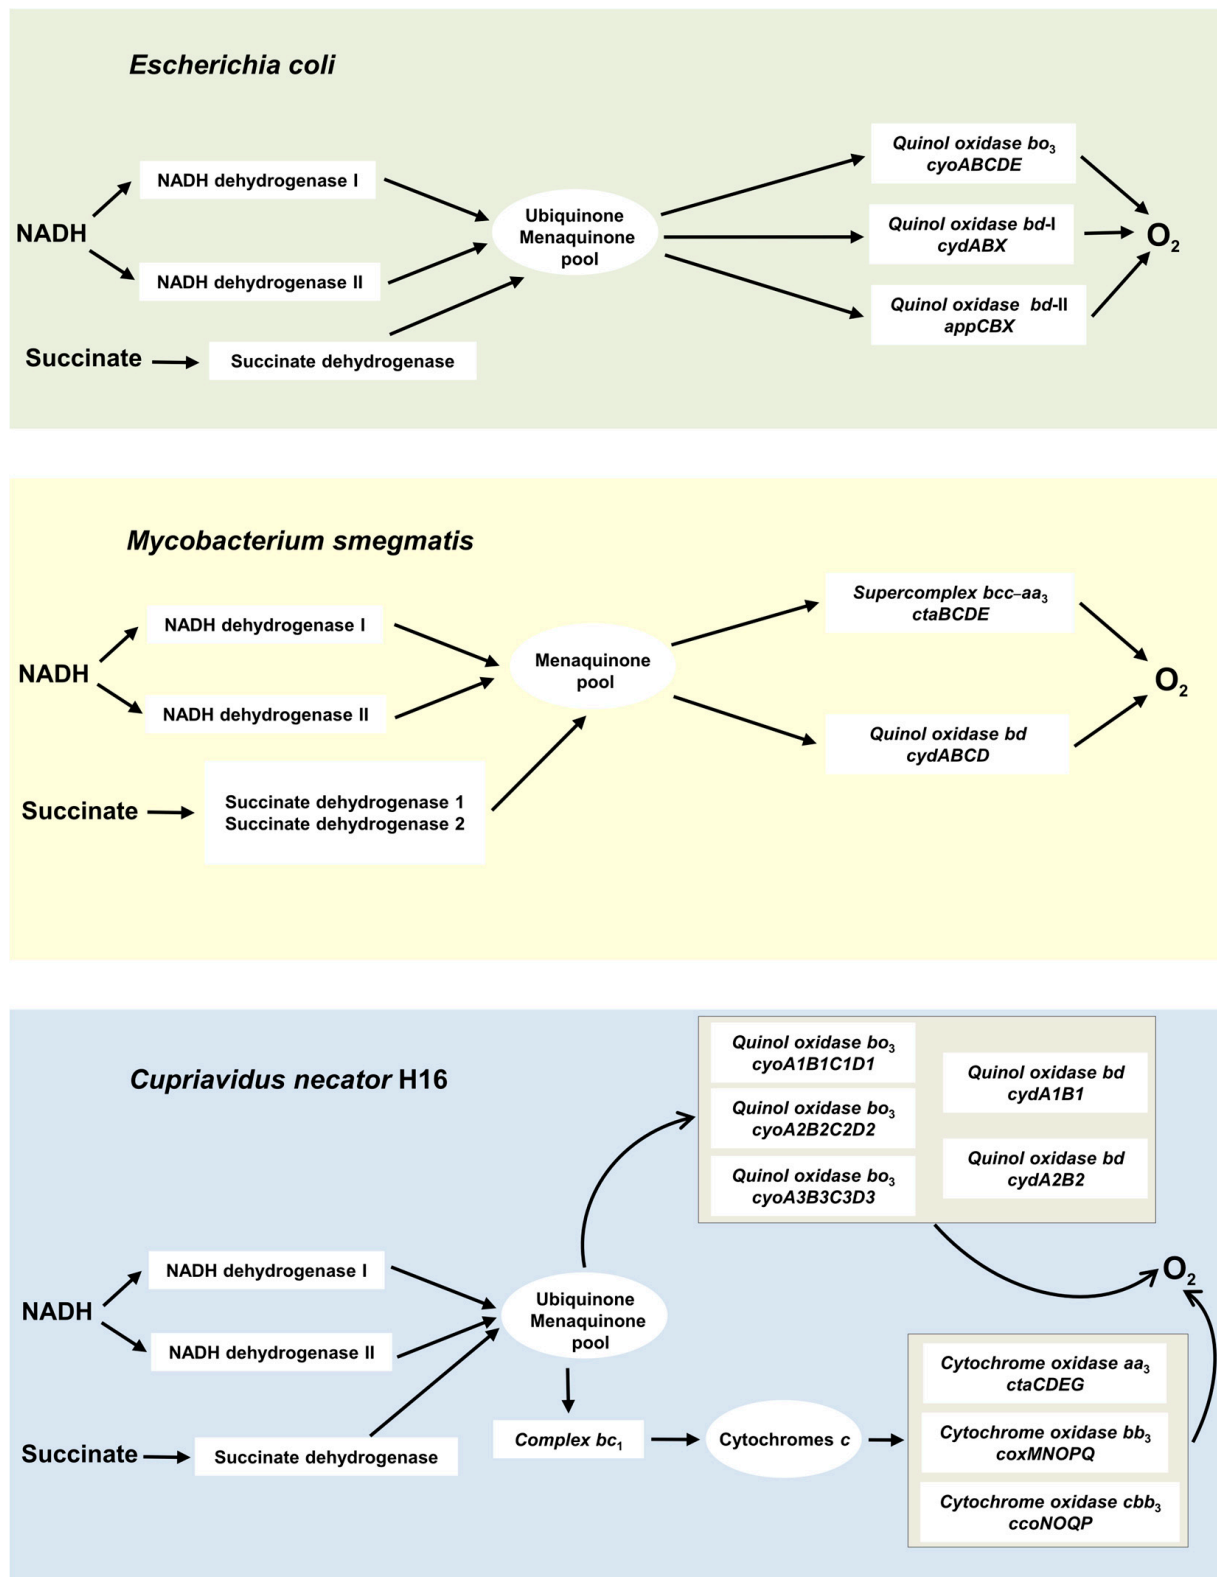 Escherichia coli
NADH
NADH dehydrogenase I
NADH dehydrogenase II
Succinate
Succinate dehydrogenase
Ubiquinone
Menaquinone
pool
Quinol oxidase bo₃
cyoABCDE
Quinol oxidase bd-I
cydABX
Quinol oxidase bd-II
appCBX
O₂
Mycobacterium smegmatis
NADH
NADH dehydrogenase I
NADH dehydrogenase II
Succinate
Succinate dehydrogenase 1
Succinate dehydrogenase 2
Menaquinone
pool
Supercomplex bcc–aa₃
ctaBCDE
Quinol oxidase bd
cydABCD
O₂
Cupriavidus necator H16
Quinol oxidase bo₃
cyoA1B1C1D1
Quinol oxidase bo₃
cyoA2B2C2D2
Quinol oxidase bo₃
cyoA3B3C3D3
Quinol oxidase bd
cydA1B1
Quinol oxidase bd
cydA2B2
NADH
NADH dehydrogenase I
NADH dehydrogenase II
Succinate
Succinate dehydrogenase
Ubiquinone
Menaquinone
pool
Complex bc₁
Cytochromes c
Cytochrome oxidase aa₃
ctaCDEG
Cytochrome oxidase bb₃
coxMNOPQ
Cytochrome oxidase cbb₃
ccoNOQP
O₂